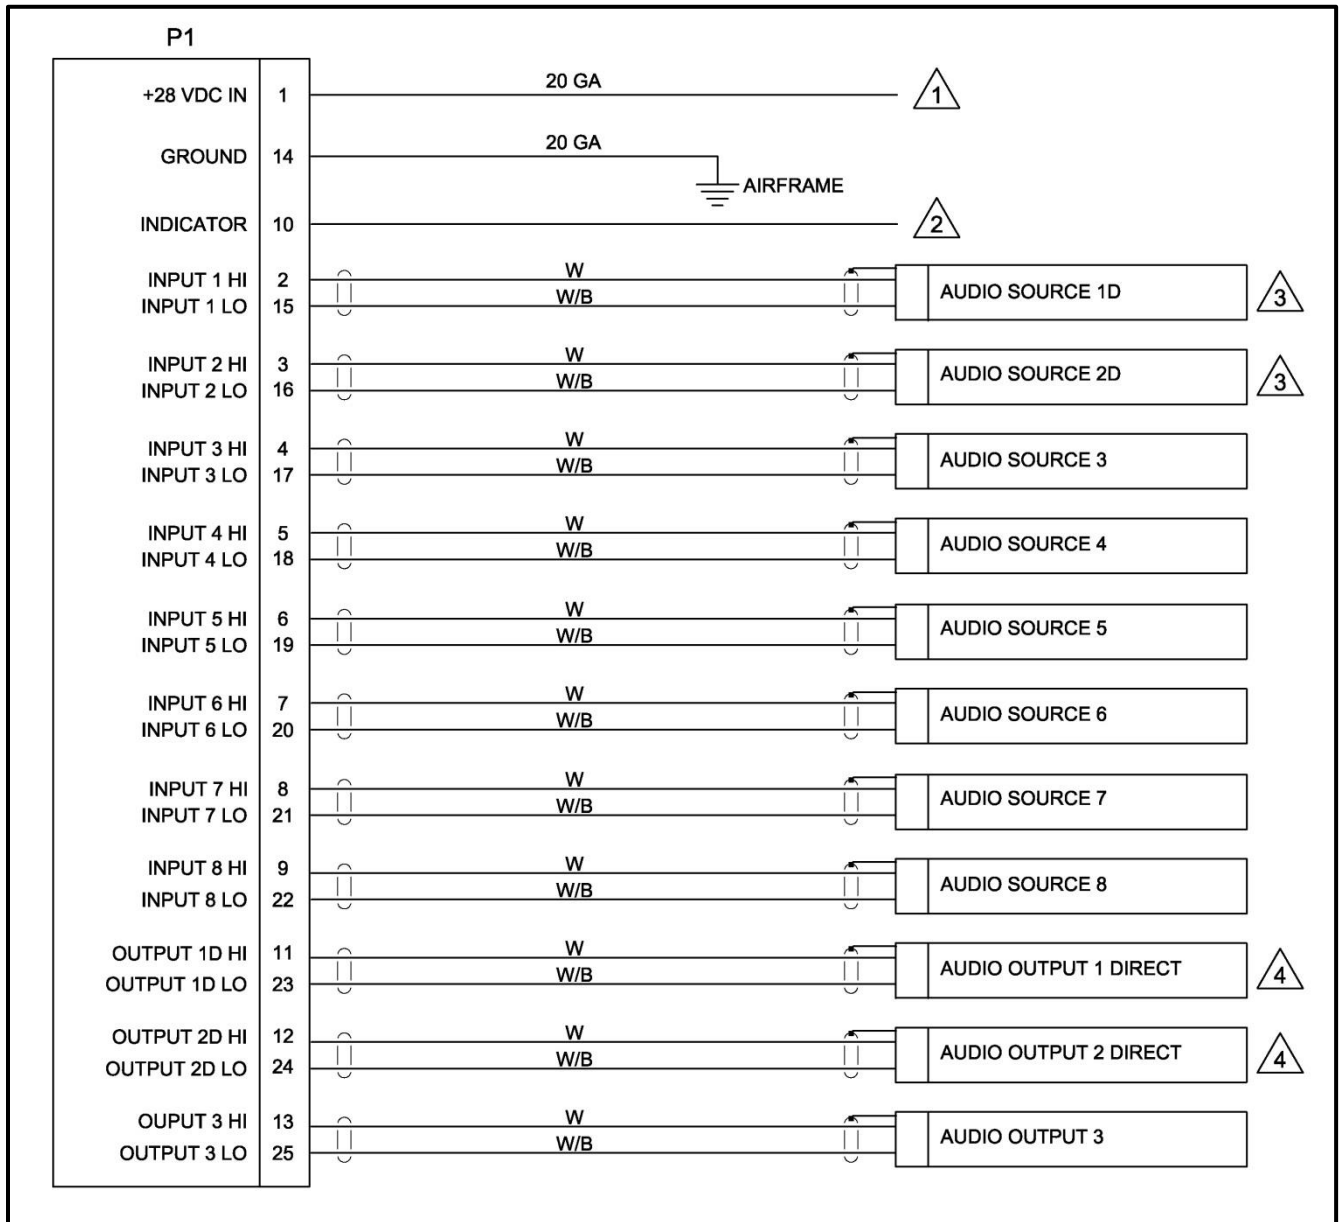 P1
+28 VDC IN 1 20 GA 1
GROUND 14 20 GA
AIRFRAME
INDICATOR 10 2
INPUT 1 HI 2 W
INPUT 1 LO 15 W/B AUDIO SOURCE 1D 3
INPUT 2 HI 3 W
INPUT 2 LO 16 W/B AUDIO SOURCE 2D 3
INPUT 3 HI 4 W
INPUT 3 LO 17 W/B AUDIO SOURCE 3
INPUT 4 HI 5 W
INPUT 4 LO 18 W/B AUDIO SOURCE 4
INPUT 5 HI 6 W
INPUT 5 LO 19 W/B AUDIO SOURCE 5
INPUT 6 HI 7 W
INPUT 6 LO 20 W/B AUDIO SOURCE 6
INPUT 7 HI 8 W
INPUT 7 LO 21 W/B AUDIO SOURCE 7
INPUT 8 HI 9 W
INPUT 8 LO 22 W/B AUDIO SOURCE 8
OUTPUT 1D HI 11 W
OUTPUT 1D LO 23 W/B AUDIO OUTPUT 1 DIRECT 4
OUTPUT 2D HI 12 W
OUTPUT 2D LO 24 W/B AUDIO OUTPUT 2 DIRECT 4
OUPUT 3 HI 13 W
OUTPUT 3 LO 25 W/B AUDIO OUTPUT 3